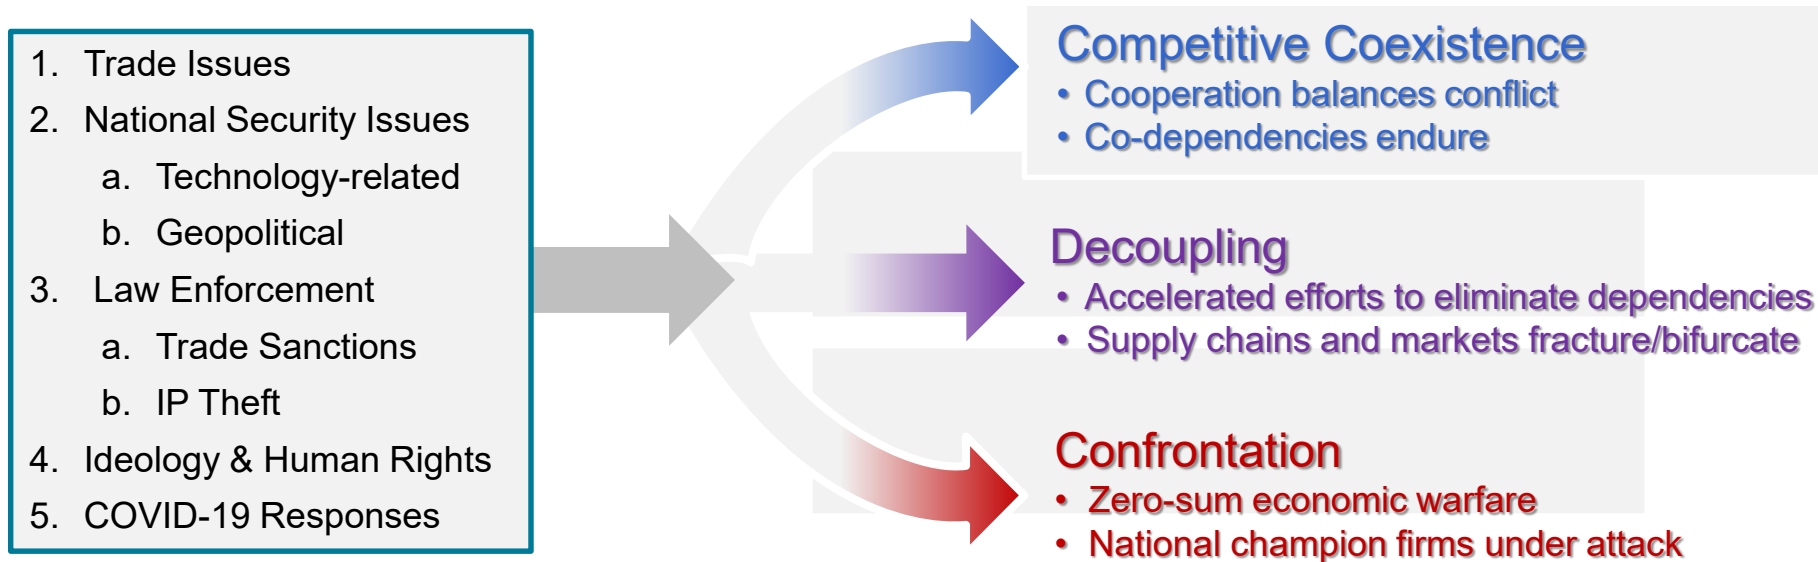 1. Trade Issues
2. National Security Issues
a. Technology-related
b. Geopolitical
3. Law Enforcement
a. Trade Sanctions
b. IP Theft
4. Ideology & Human Rights
5. COVID-19 Responses
Competitive Coexistence
• Cooperation balances conflict
• Co-dependencies endure
Decoupling
• Accelerated efforts to eliminate dependencies
• Supply chains and markets fracture/bifurcate
Confrontation
• Zero-sum economic warfare
• National champion firms under attack